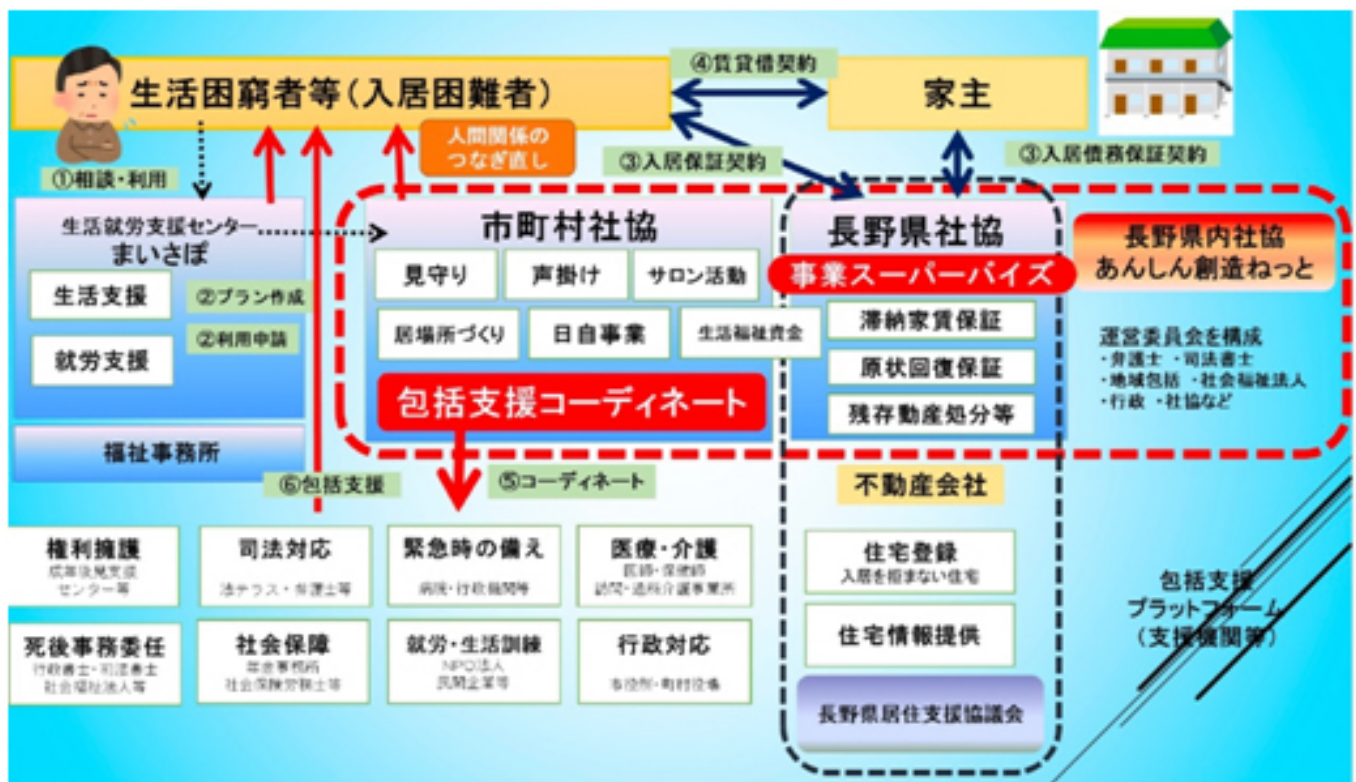 ④賃貸借契約
生活困窮者等(入居困難者)
家主
人間関係の
つなぎ直し
③入居保証契約
③入居債務保証契約
①相談・利用
生活就労支援センター
まいさぽ
生活支援
②プラン作成
②利用申請
就労支援
福祉事務所
市町村社協
見守り
声掛け
サロン活動
居場所づくり
日自事業
生活福祉資金
包括支援コーディネート
長野県社協
事業スーパーバイズ
滞納家賃保証
原状回復保証
残存動産処分等
長野県内社協
あんしん創造ねっと
運営委員会を構成
・弁護士 ・司法書士
・地域包括 ・社会福祉法人
・行政 ・社協など
⑥包括支援
⑤コーディネート
不動産会社
権利擁護
成年後見支援
センター等
司法対応
法テラス・弁護士等
緊急時の備え
病院・行政機関等
医療・介護
医師・保健師
訪問・通所介護事業所
死後事務委任
行政書士・司法書士
社会福祉法人等
社会保障
年金事務所
社会保険労務士等
就労・生活訓練
NPO法人
民間企業等
行政対応
市役所・町村役場
住宅登録
入居を拒まない住宅
住宅情報提供
長野県居住支援協議会
包括支援
プラットフォーム
(支援機関等)